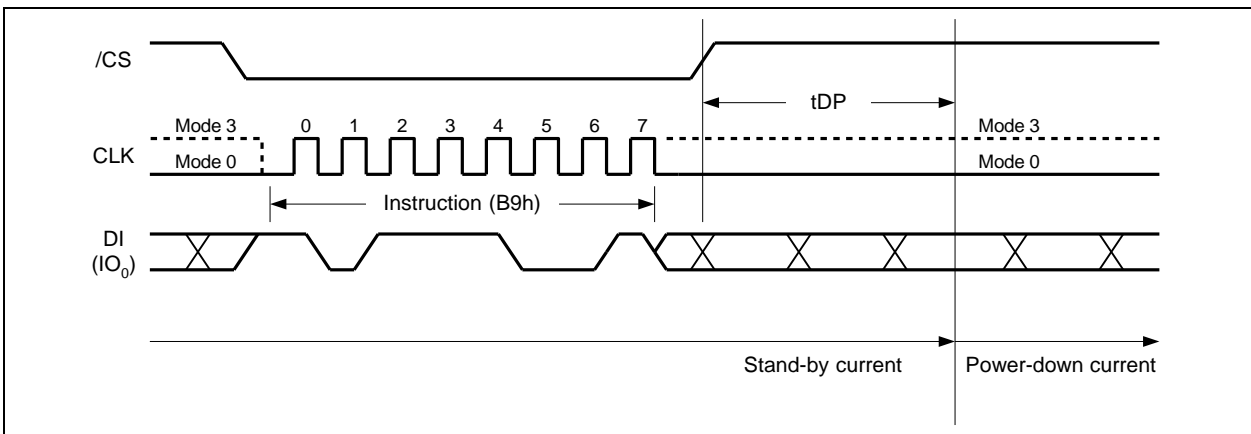 /CS
tDP
Mode 3 0 1 2 3 4 5 6 7 Mode 3
CLK
Mode 0 Mode 0
Instruction (B9h)
DI
(IO₀)
Stand-by current Power-down current